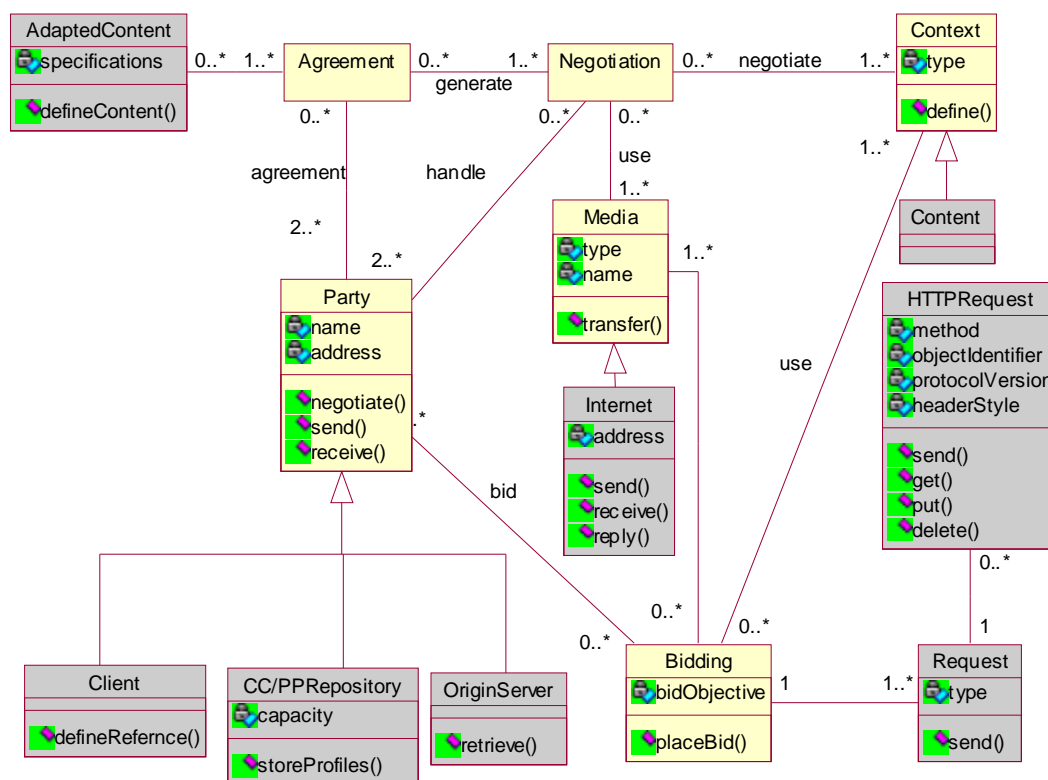 AdaptedContent
specifications
defineContent()
0..*
1..*
Agreement
0..*
generate
1..*
Negotiation
0..*
negotiate
1..*
Context
type
define()
0..*
agreement
2..*
0..*
handle
2..*
0..*
use
1..*
1..*
Content
Media
type
name
transfer()
1..*
Party
name
address
negotiate()
send()
receive()
.*
bid
Internet
address
send()
receive()
reply()
use
HTTPRequest
method
objectIdentifier
protocolVersion
headerStyle
send()
get()
put()
delete()
0..*
1
0..*
0..*
0..*
Client
defineRefernce()
CC/PPRepository
capacity
storeProfiles()
OriginServer
retrieve()
Bidding
bidObjective
placeBid()
1
1..*
Request
type
send()